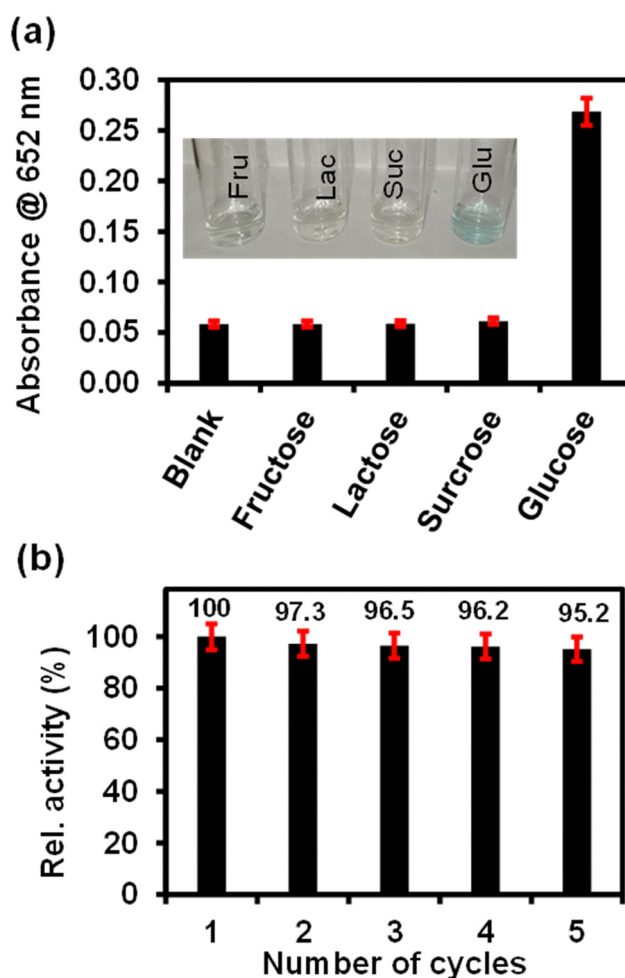 (a)
Absorbance @ 652 nm
0.30
0.25
0.20
0.15
0.10
0.05
0.00
Fru
Lac
Suc
Glu
Blank
Fructose
Lactose
Surcrose
Glucose
(b)
Rel. activity (%)
100
80
60
40
20
0
100 97.3 96.5 96.2 95.2
1 2 3 4 5
Number of cycles